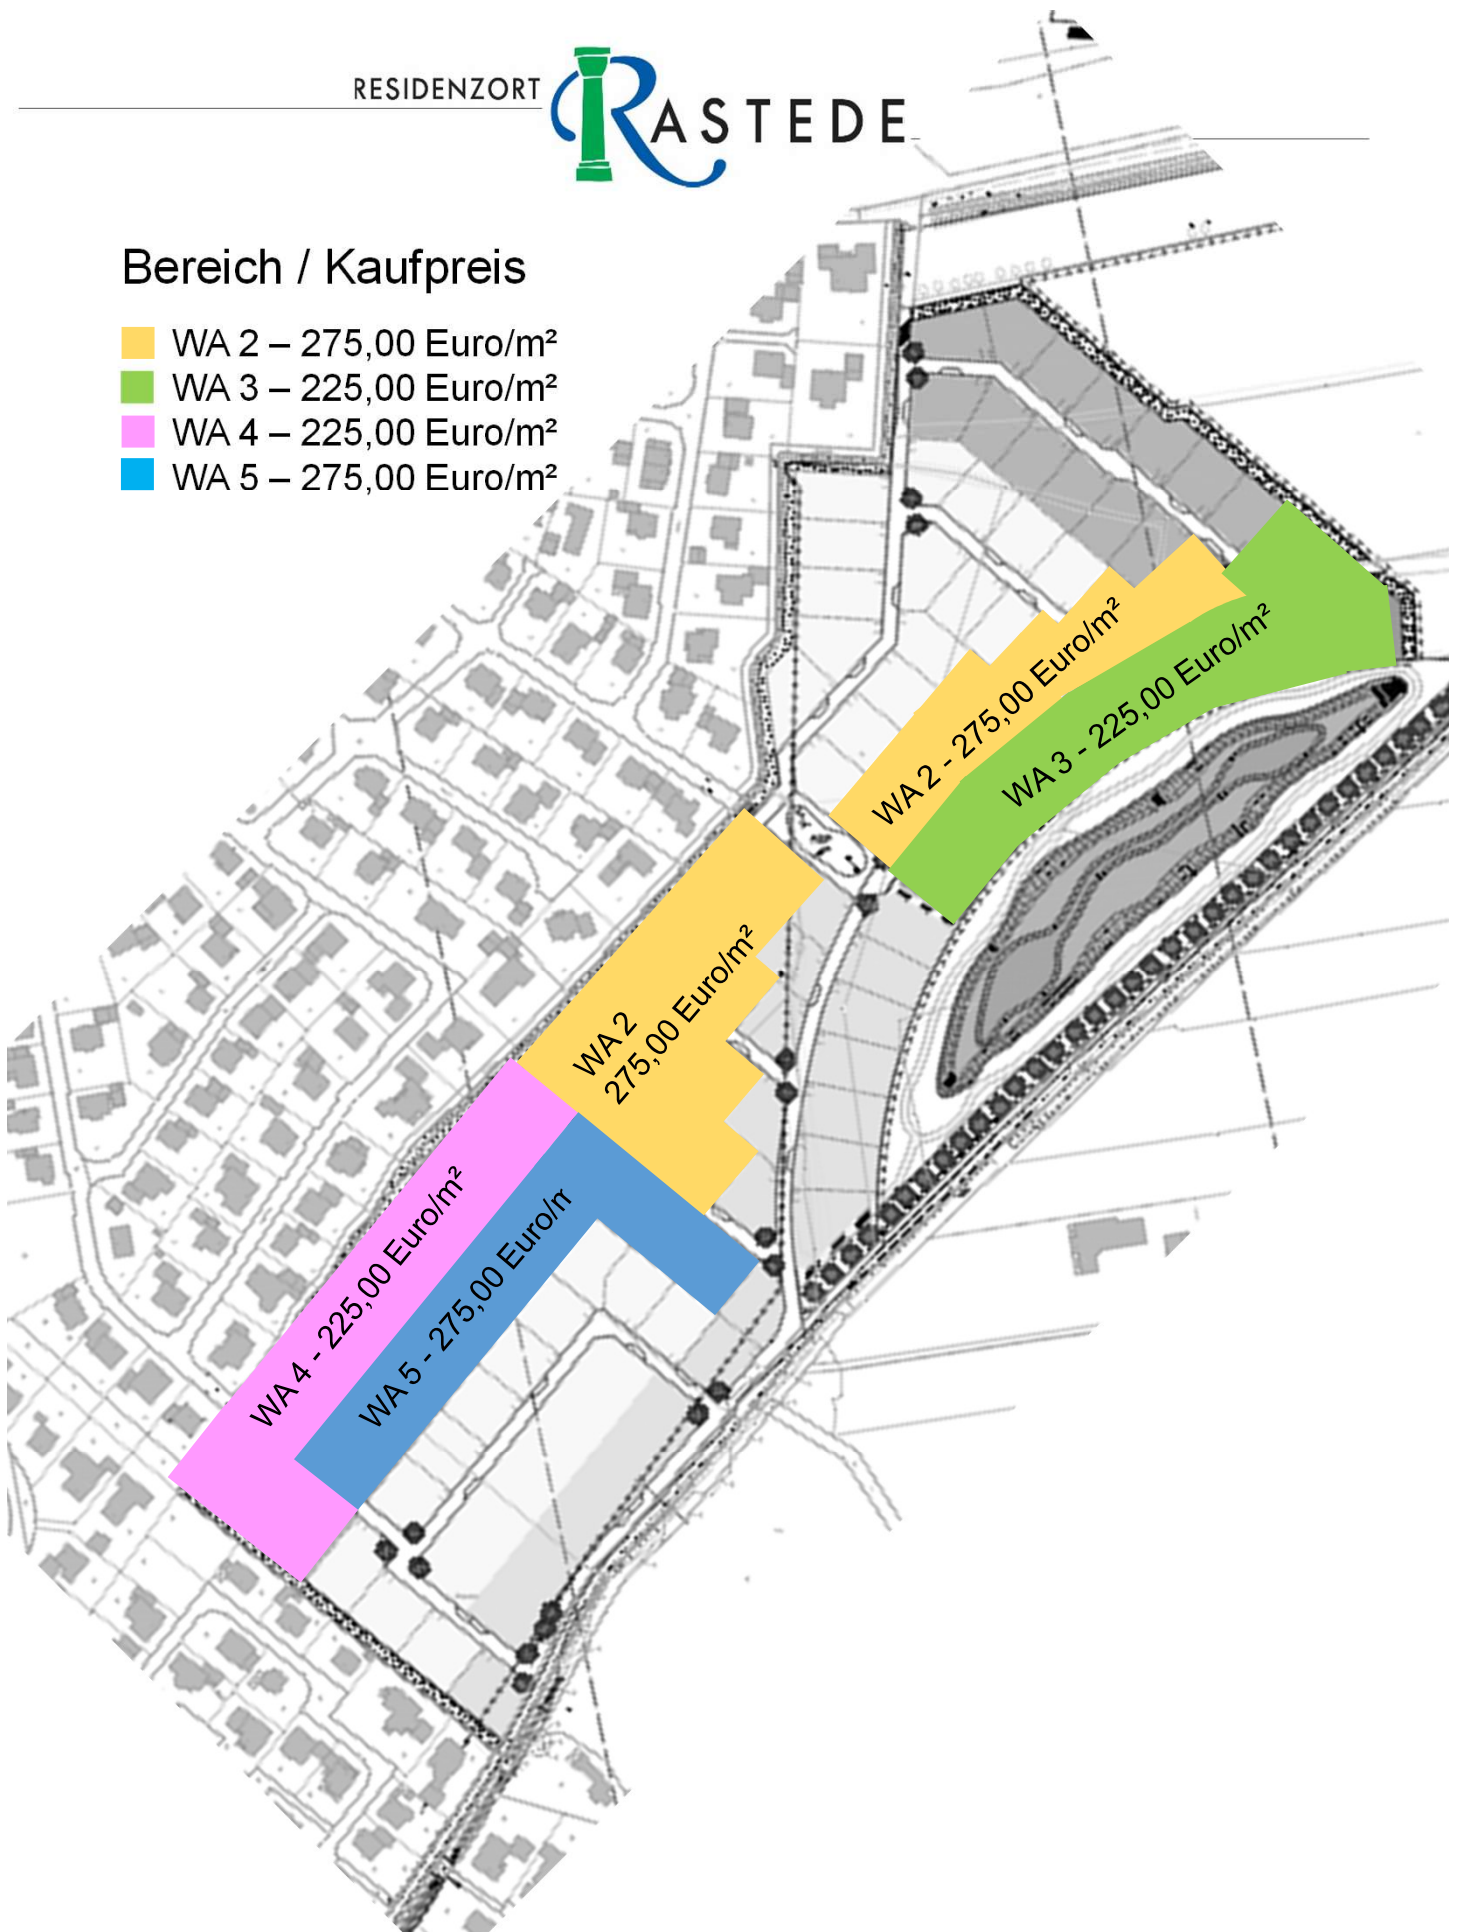 RESIDENZORT
RASTEDE
Bereich / Kaufpreis
WA 2 – 275,00 Euro/m²
WA 3 – 225,00 Euro/m²
WA 4 – 225,00 Euro/m²
WA 5 – 275,00 Euro/m²
WA 2 - 275,00 Euro/m²
WA 3 - 225,00 Euro/m²
WA 2
275,00 Euro/m²
WA 4 - 225,00 Euro/m²
WA 5 - 275,00 Euro/m